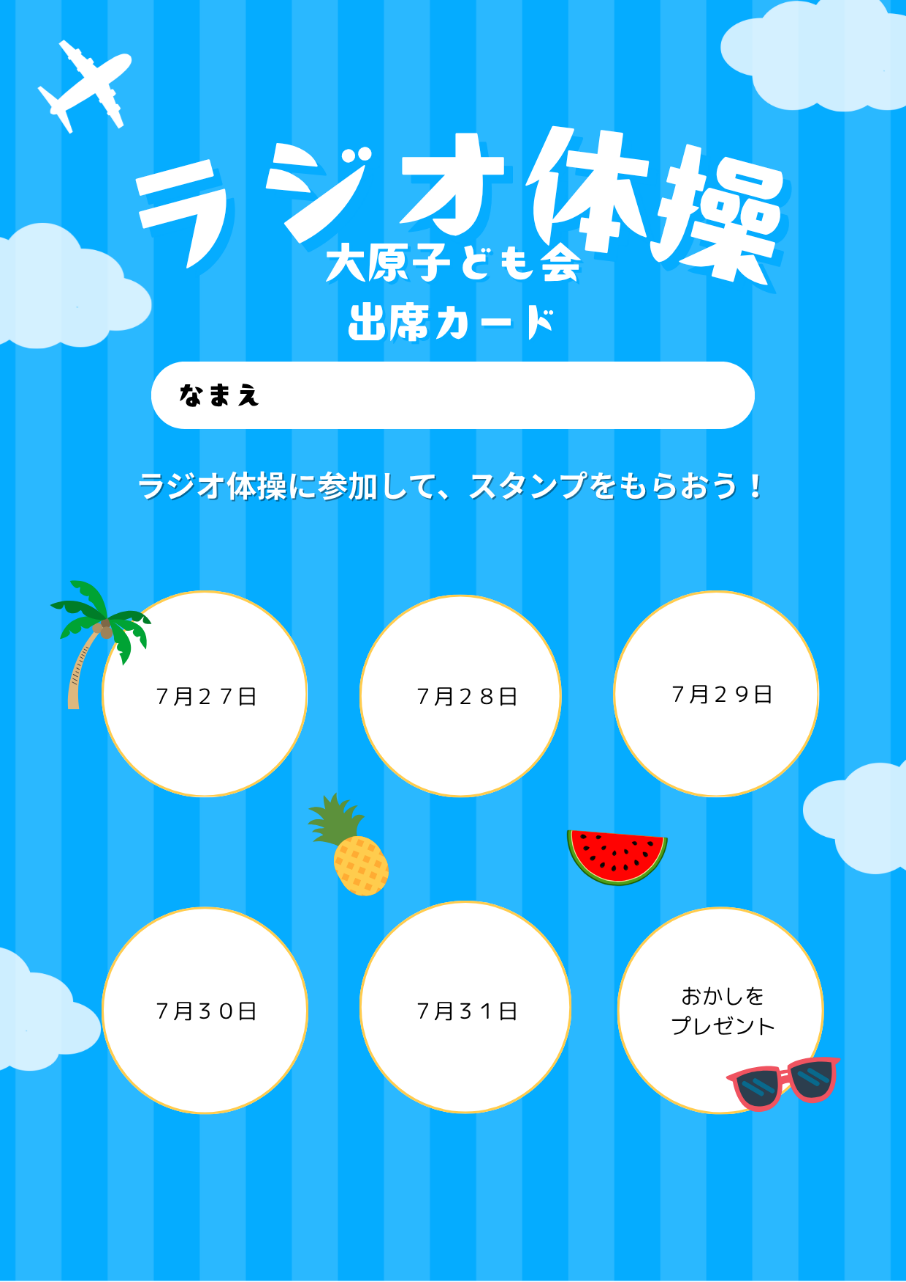 ラジオ体操
大原子ども会
出席カード
なまえ
ラジオ体操に参加して、スタンプをもらおう！
７月２７日
７月２８日
７月２９日
７月３０日
７月３１日
おかしを
プレゼント